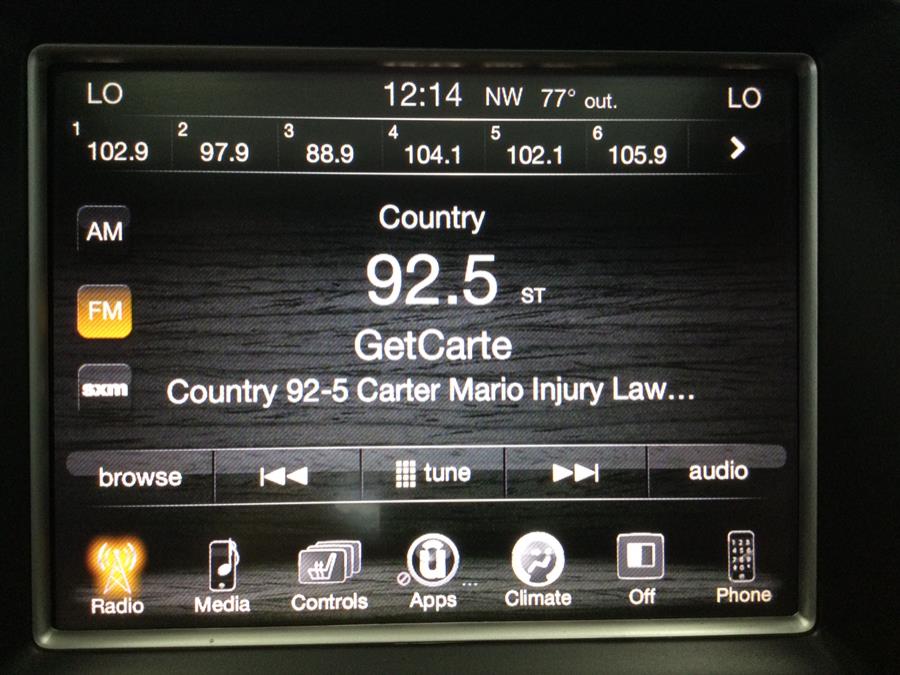 LO 12:14 NW 77° out. LO
1 102.9 2 97.9 3 88.9 4 104.1 5 102.1 6 105.9
AM
Country
92.5 ST
FM
GetCarte
sxm
Country 92-5 Carter Mario Injury Law...
browse tune audio
Radio Media Controls Apps Climate Off Phone